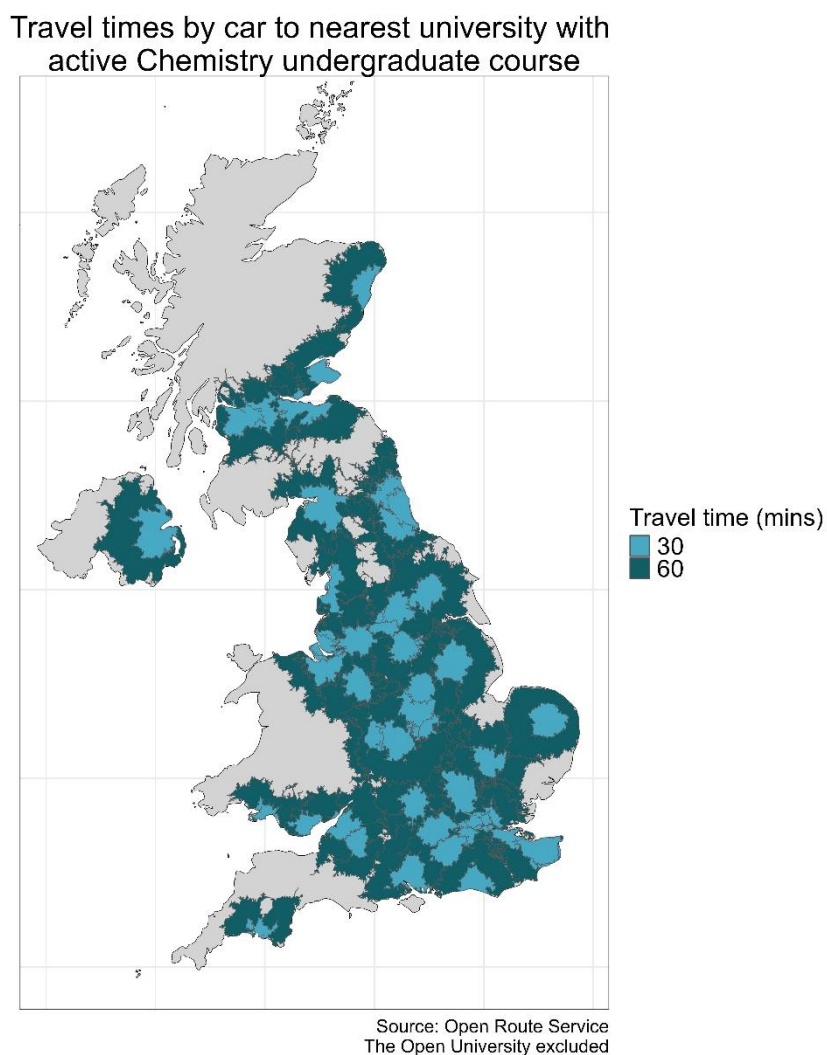 Travel times by car to nearest university with
active Chemistry undergraduate course
Travel time (mins)
30
60
Source: Open Route Service
The Open University excluded